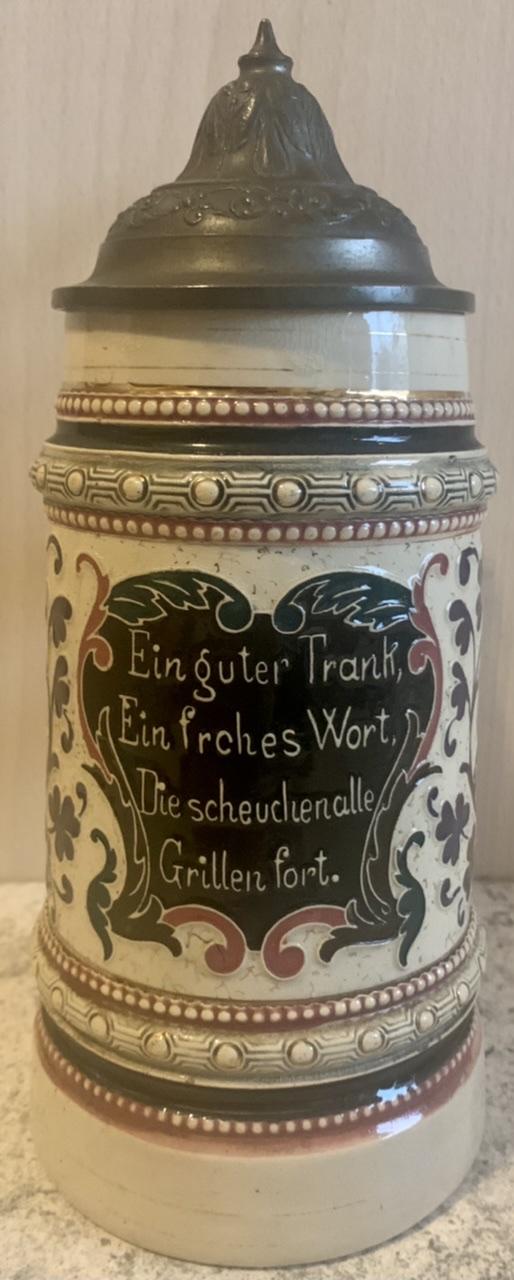 Ein guter Trank,
Ein frohes Wort,
Die scheuchen alle
Grillen fort.